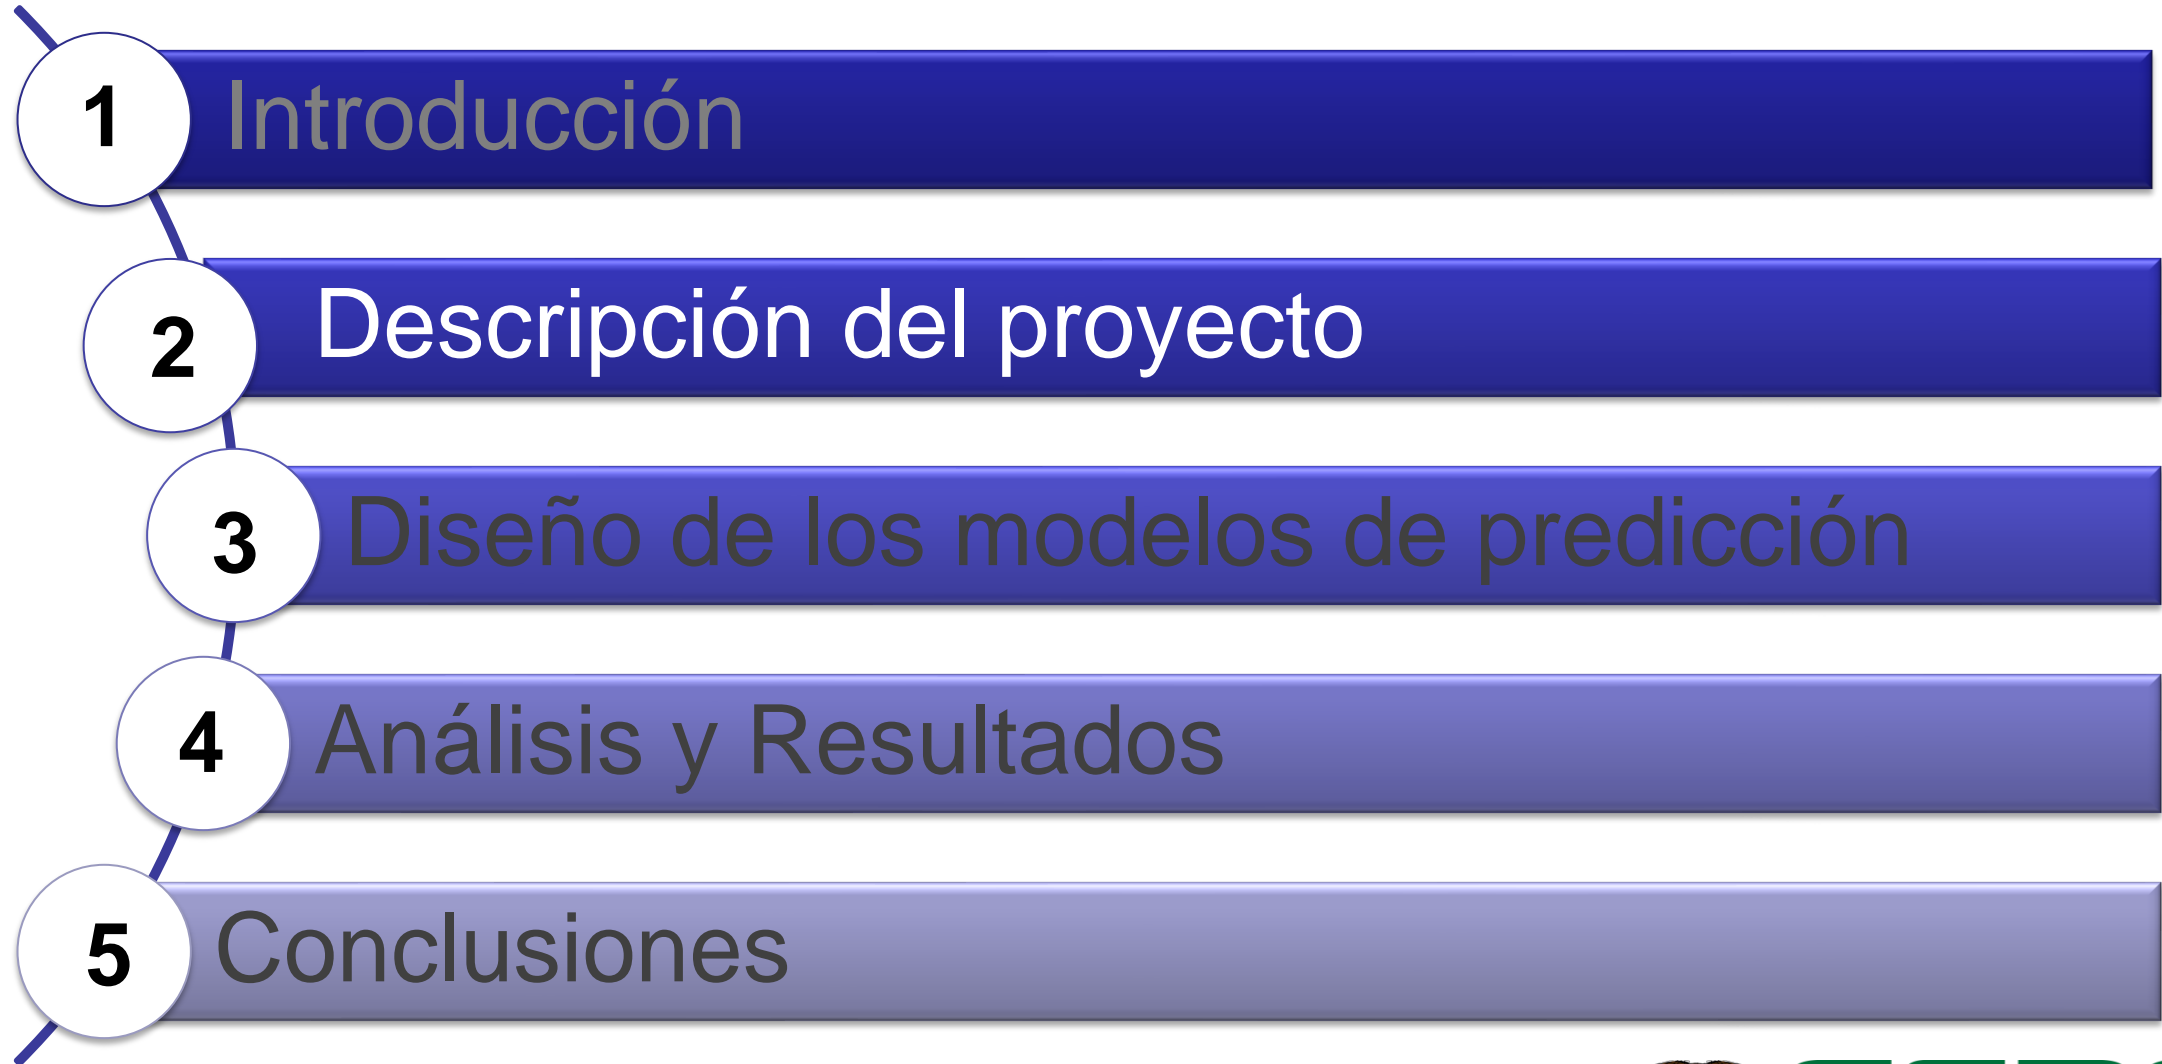 1 Introducción
2 Descripción del proyecto
3 Diseño de los modelos de predicción
4 Análisis y Resultados
5 Conclusiones